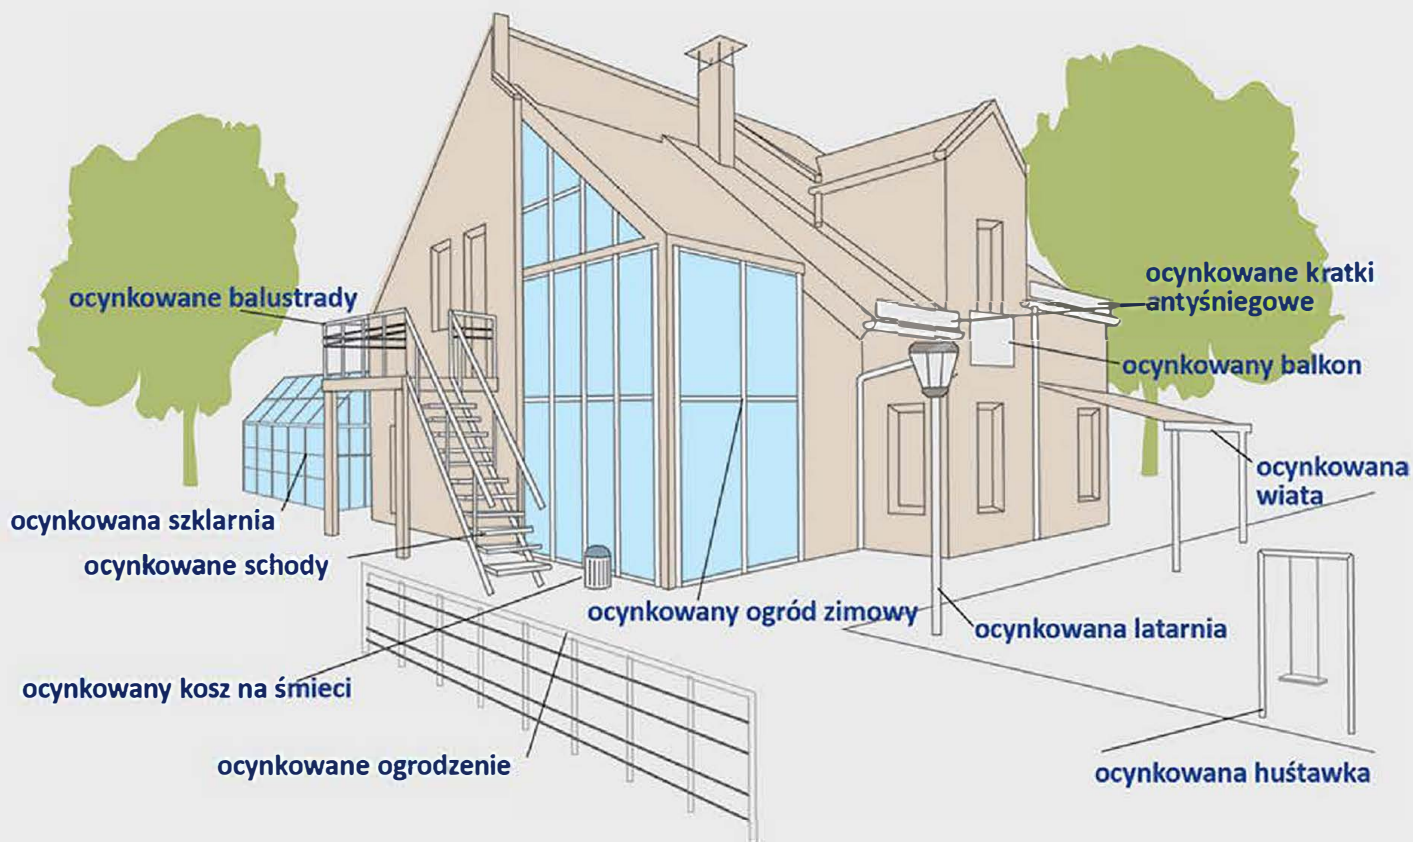 ocynkowane kratki
antyśniegowe
ocynkowane balustrady
ocynkowany balkon
ocynkowana
wiata
ocynkowana szklarnia
ocynkowane schody
ocynkowany ogród zimowy
ocynkowana latarnia
ocynkowany kosz na śmieci
ocynkowane ogrodzenie
ocynkowana huśtawka